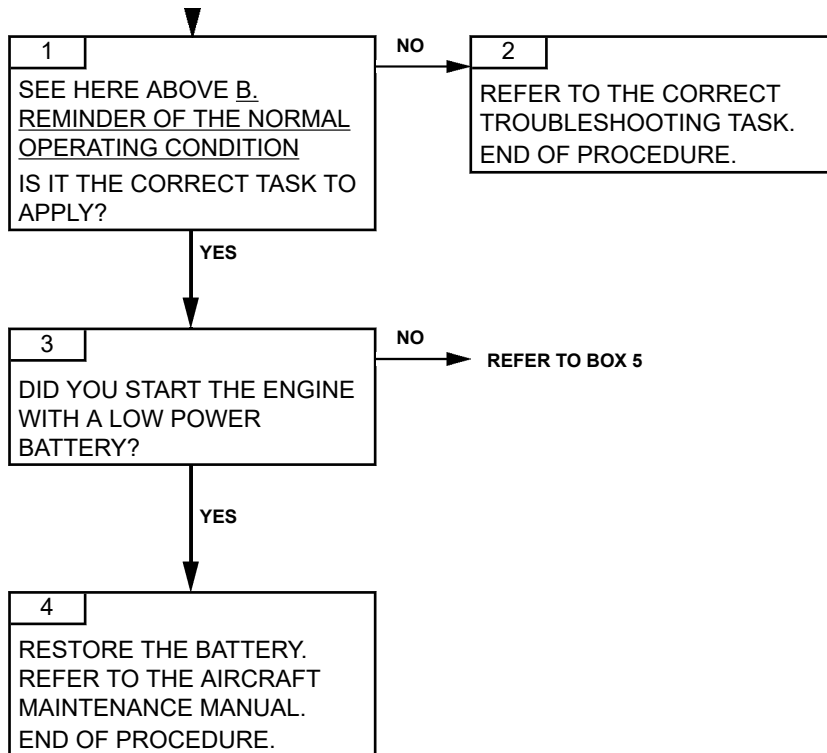 1
SEE HERE ABOVE B.
REMINDER OF THE NORMAL
OPERATING CONDITION
IS IT THE CORRECT TASK TO
APPLY?
NO
2
REFER TO THE CORRECT
TROUBLESHOOTING TASK.
END OF PROCEDURE.
YES
3
DID YOU START THE ENGINE
WITH A LOW POWER
BATTERY?
NO
REFER TO BOX 5
YES
4
RESTORE THE BATTERY.
REFER TO THE AIRCRAFT
MAINTENANCE MANUAL.
END OF PROCEDURE.